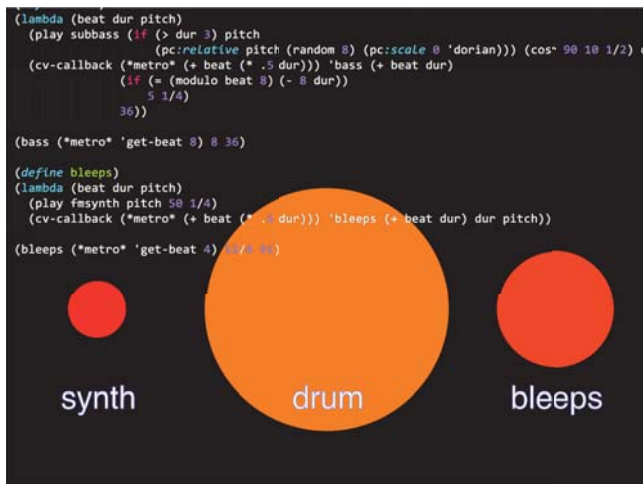 (lambda (beat dur pitch)
(play subbass (if (> dur 3) pitch
(pc:relative pitch (random 8) (pc:scale 0 'dorian))) (cos~ 90 10 1/2)
(cv-callback (*metro* (+ beat (* .5 dur))) 'bass (+ beat dur)
(if (= (modulo beat 8) (- 8 dur))
5 1/4)
36))
(bass (*metro* 'get-beat 8) 8 36)
(define bleeps)
(lambda (beat dur pitch)
(play fmsynth pitch 50 1/4)
(cv-callback (*metro* (+ beat (* .5 dur))) 'bleeps (+ beat dur) dur pitch))
(bleeps (*metro* 'get-beat 4)
synth drum bleeps